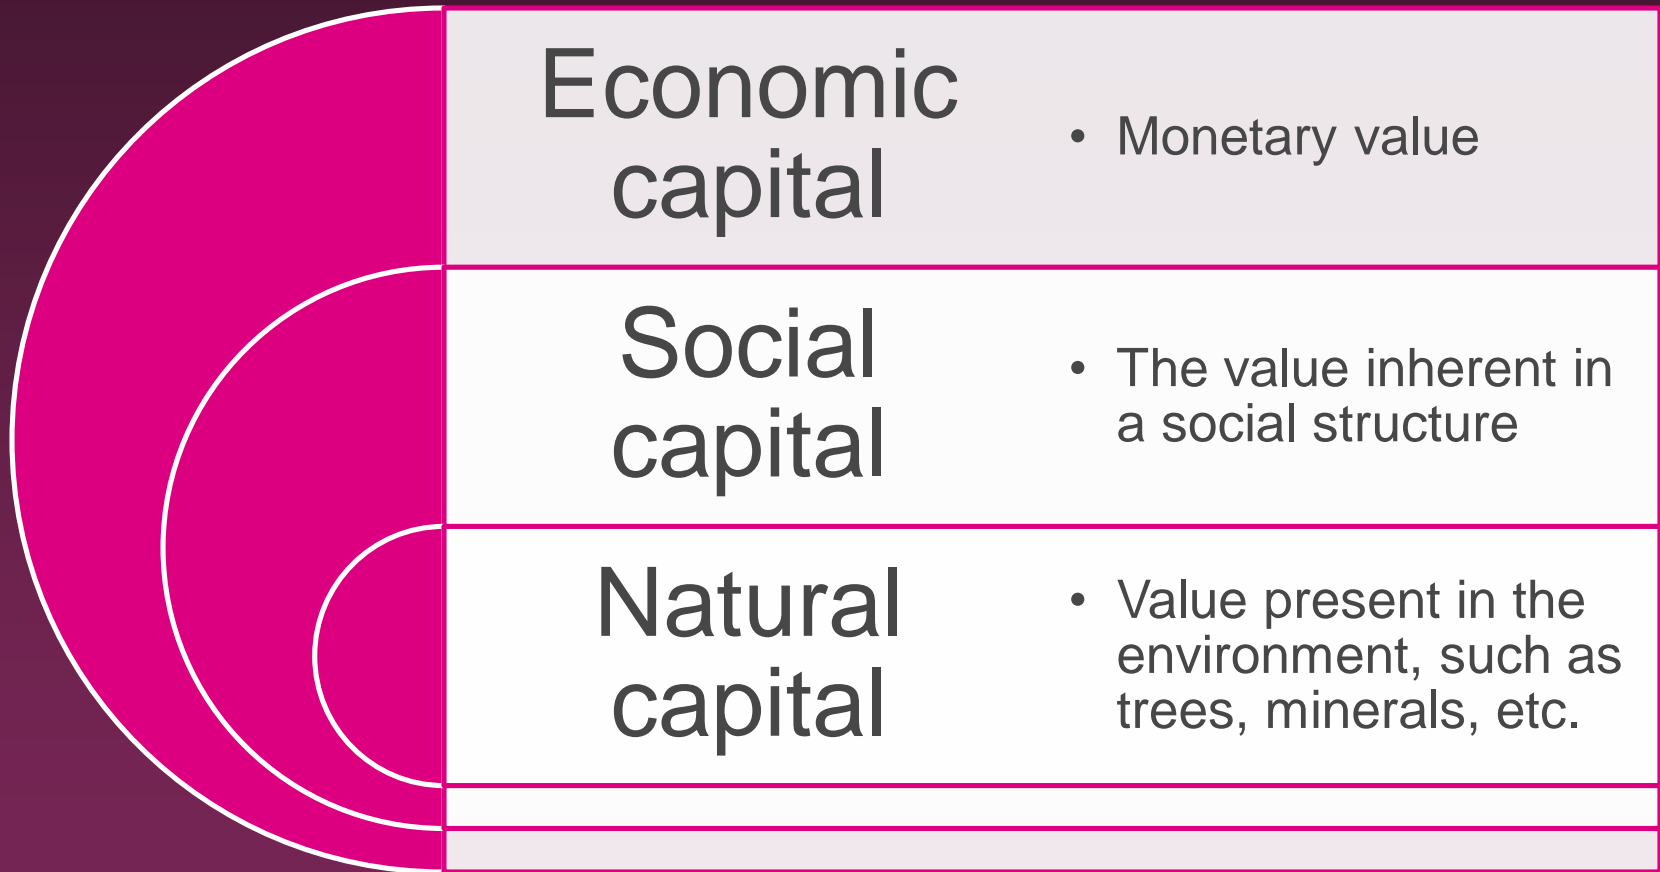 Economic
capital
• Monetary value
Social
capital
• The value inherent in
a social structure
Natural
capital
• Value present in the
environment, such as
trees, minerals, etc.